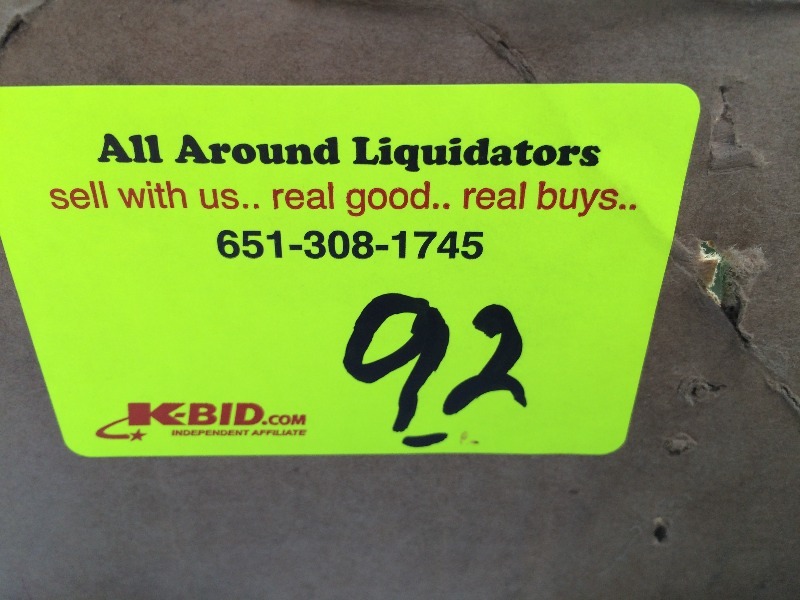 All Around Liquidators
sell with us.. real good.. real buys..
651-308-1745
92
K-BID.COM
INDEPENDENT AFFILIATE